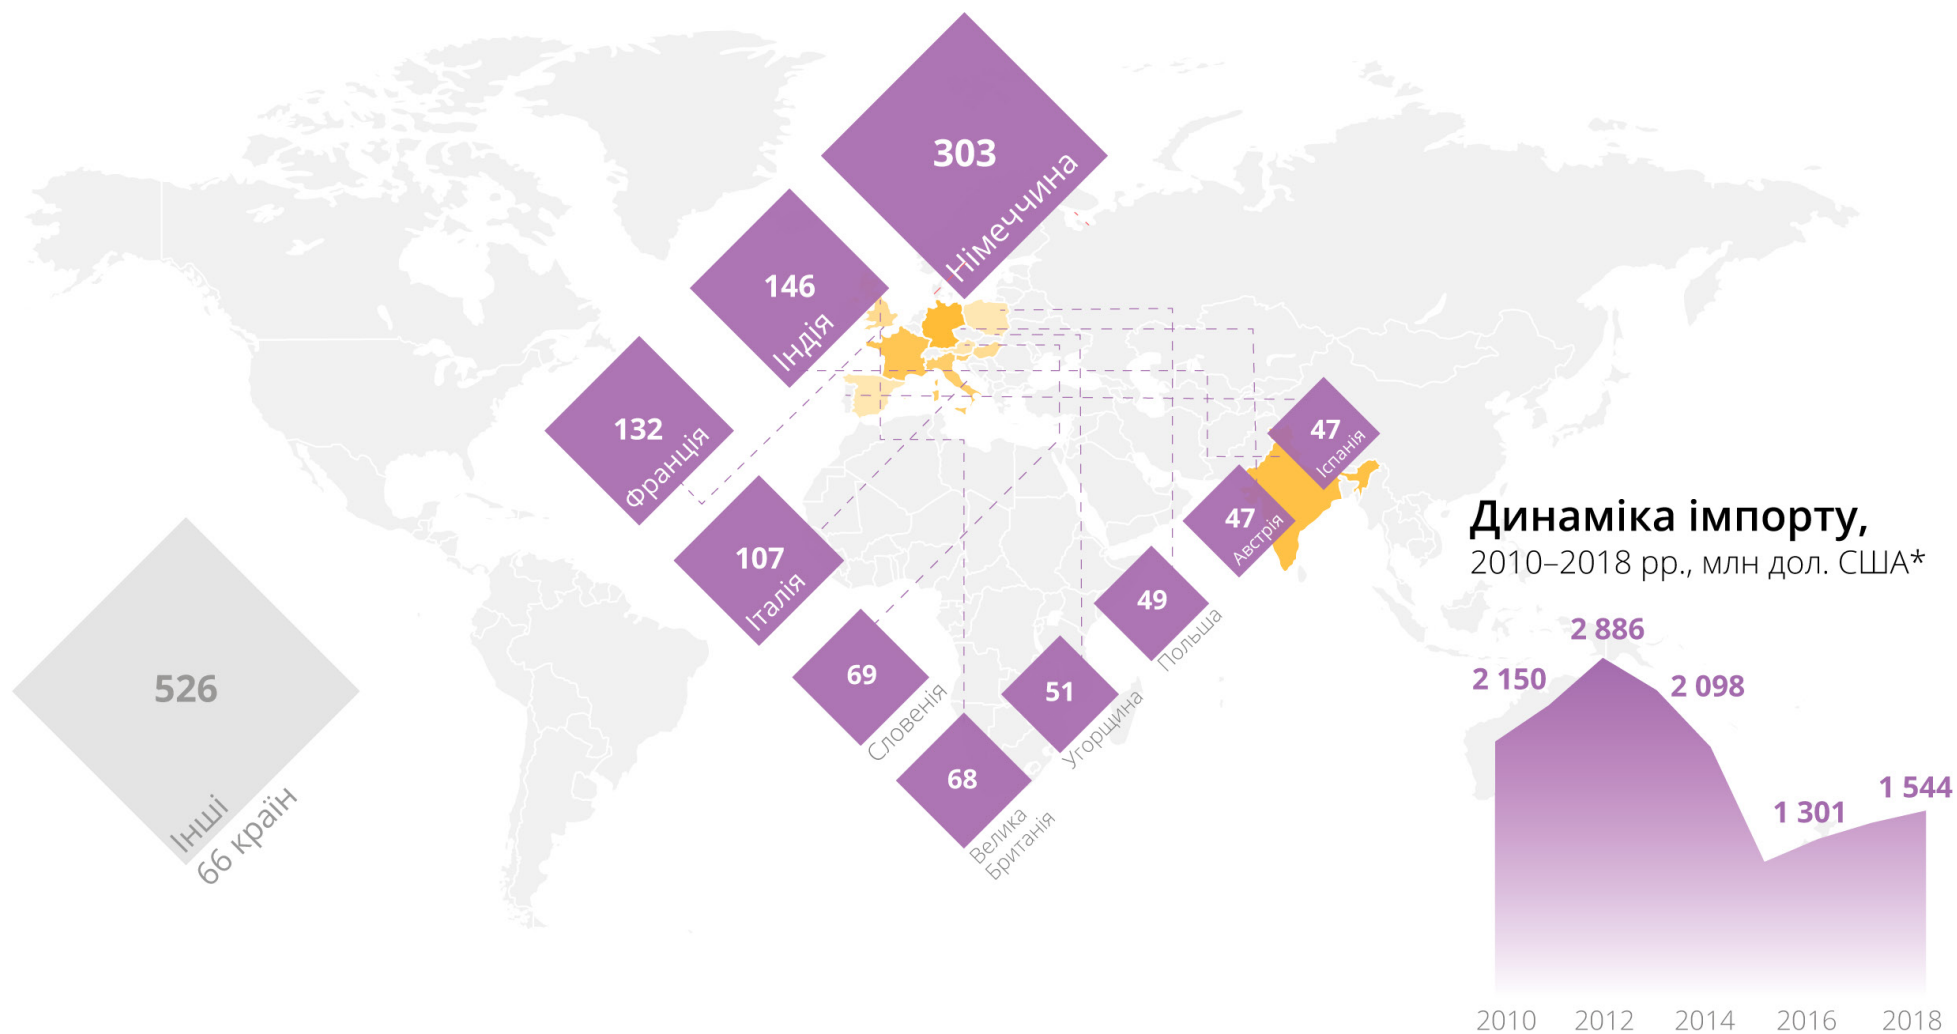 303
Німеччина
146
Індія
132
Франція
107
Італія
69
Словенія
68
Велика
Британія
51
Угорщина
49
Польша
47
Австрія
47
Іспанія
526
Інші
66 країн
Динаміка імпорту,
2010–2018 рр., млн дол. США*
2 886
2 150
2 098
1 544
1 301
2010
2012
2014
2016
2018